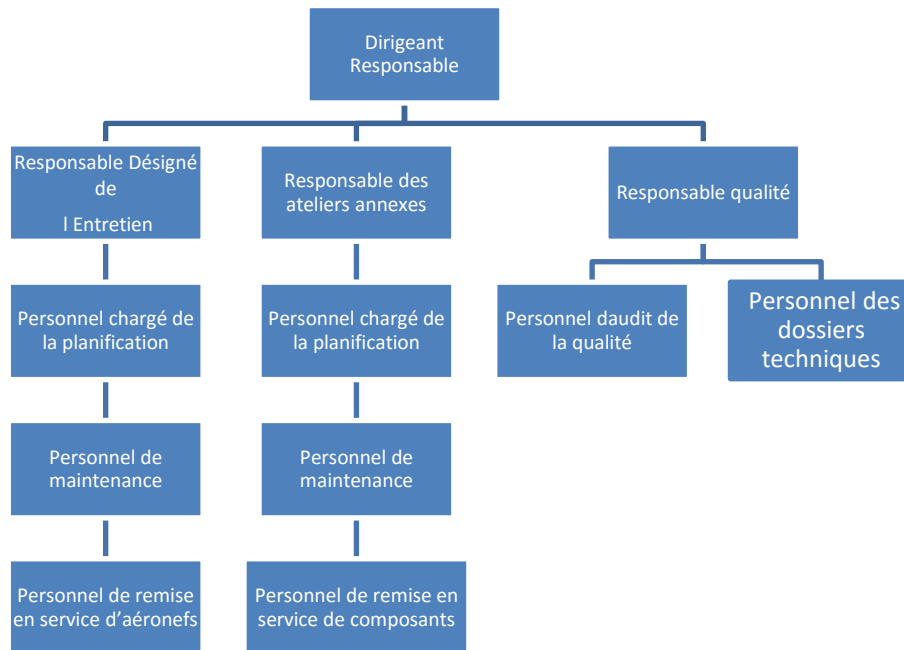 Dirigeant
Responsable
Responsable Désigné
de
l Entretien
Responsable des
ateliers annexes
Responsable qualité
Personnel chargé de
la planification
Personnel chargé de
la planification
Personnel daudit de
la qualité
Personnel des
dossiers
techniques
Personnel de
maintenance
Personnel de
maintenance
Personnel de remise
en service d’aéronefs
Personnel de remise en
service de composants